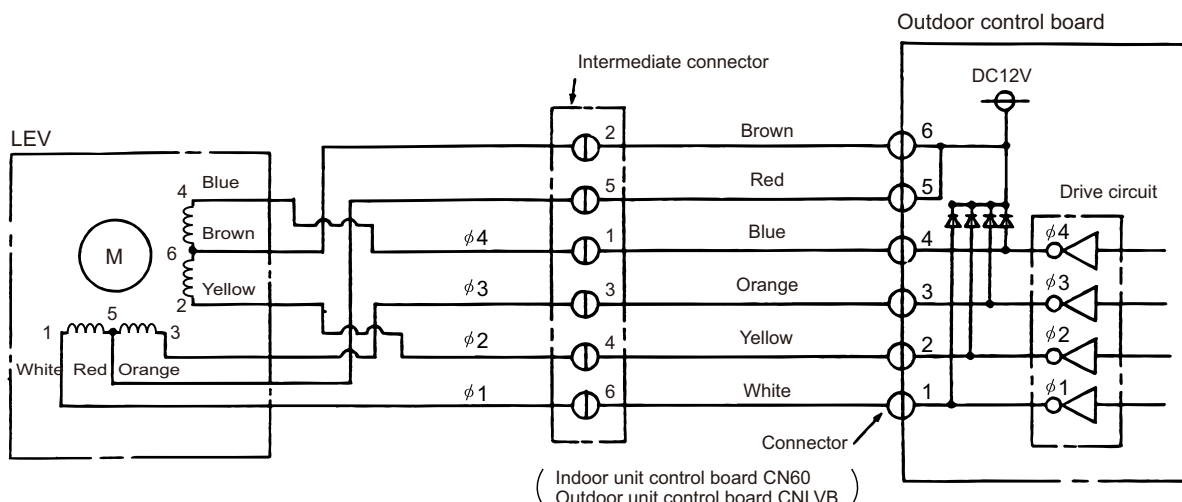 Outdoor control board
Intermediate connector
DC12V
LEV
2 Brown 6
5 Red 5
Drive circuit
4 Blue
ϕ4 1 Blue 4 ϕ4
6 Brown
M
ϕ3 3 Orange 3 ϕ3
2 Yellow
1 5 3
ϕ2 4 Yellow 2 ϕ2
White Red Orange
ϕ1 6 White 1 ϕ1
Connector
Indoor unit control board CN60
Outdoor unit control board CNLVB